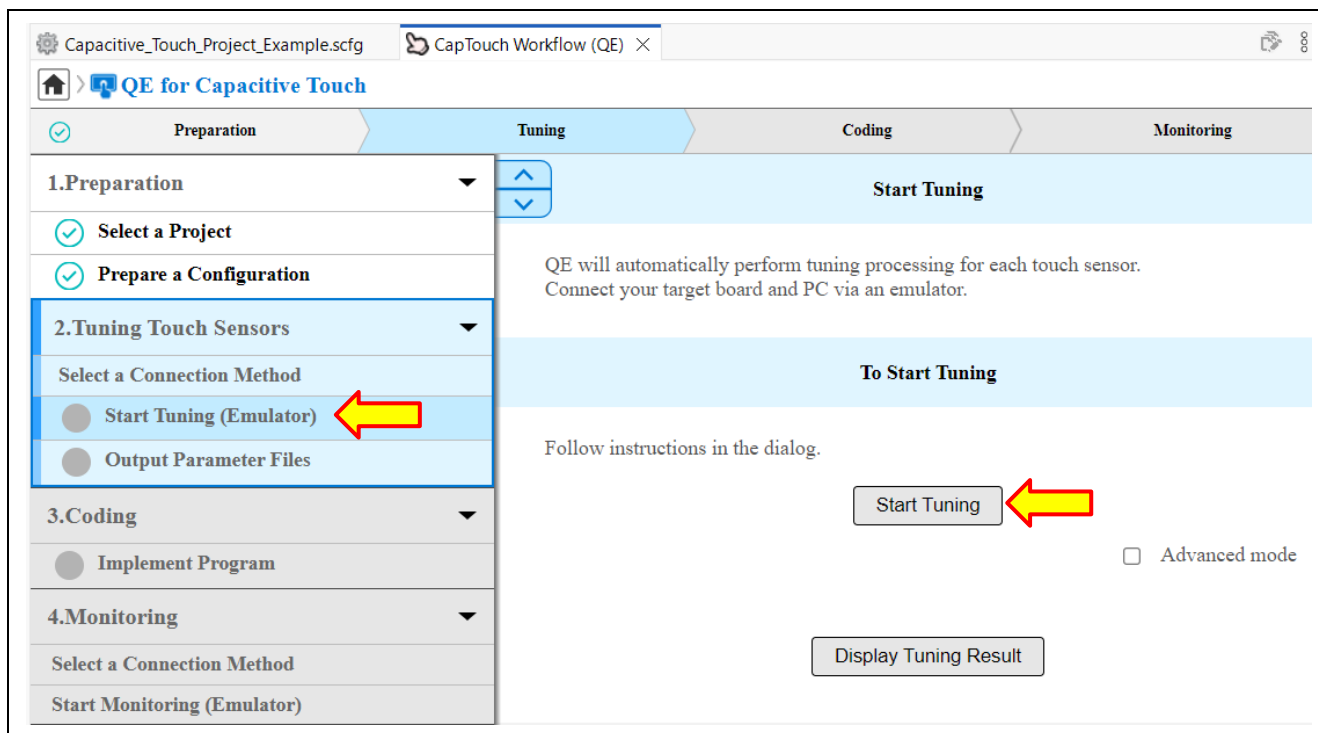 Capacitive_Touch_Project_Example.scfg
CapTouch Workflow (QE)
QE for Capacitive Touch
Preparation
Tuning
Coding
Monitoring
1.Preparation
Select a Project
Prepare a Configuration
2.Tuning Touch Sensors
Select a Connection Method
Start Tuning (Emulator)
Output Parameter Files
3.Coding
Implement Program
4.Monitoring
Select a Connection Method
Start Monitoring (Emulator)
Start Tuning
QE will automatically perform tuning processing for each touch sensor.
Connect your target board and PC via an emulator.
To Start Tuning
Follow instructions in the dialog.
Start Tuning
Advanced mode
Display Tuning Result